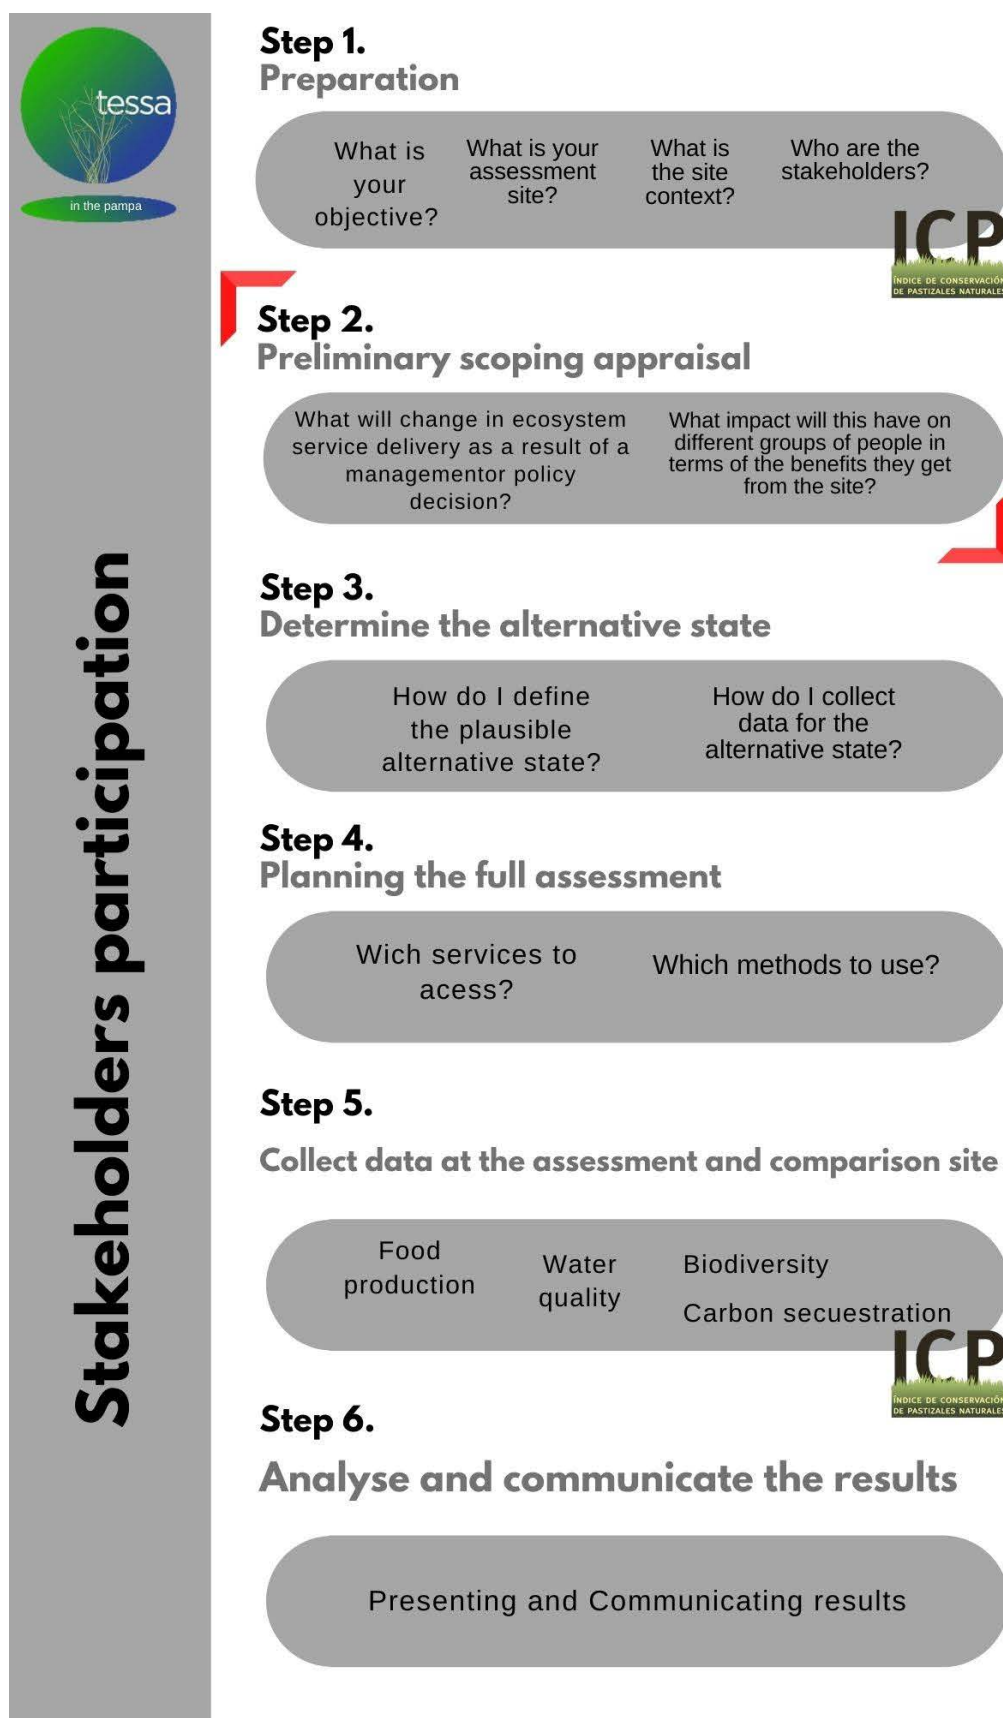 tessa
in the pampa
Stakeholders participation
Step 1.
Preparation
What is
your
objective?
What is your
assessment
site?
What is
the site
context?
Who are the
stakeholders?
ICP
ÍNDICE DE CONSERVACIÓN
DE PASTIZALES NATURALES
Step 2.
Preliminary scoping appraisal
What will change in ecosystem
service delivery as a result of a
managementor policy
decision?
What impact will this have on
different groups of people in
terms of the benefits they get
from the site?
Step 3.
Determine the alternative state
How do I define
the plausible
alternative state?
How do I collect
data for the
alternative state?
Step 4.
Planning the full assessment
Wich services to
acess?
Which methods to use?
Step 5.
Collect data at the assessment and comparison site
Food
production
Water
quality
Biodiversity
Carbon secuestration
ICP
ÍNDICE DE CONSERVACIÓN
DE PASTIZALES NATURALES
Step 6.
Analyse and communicate the results
Presenting and Communicating results